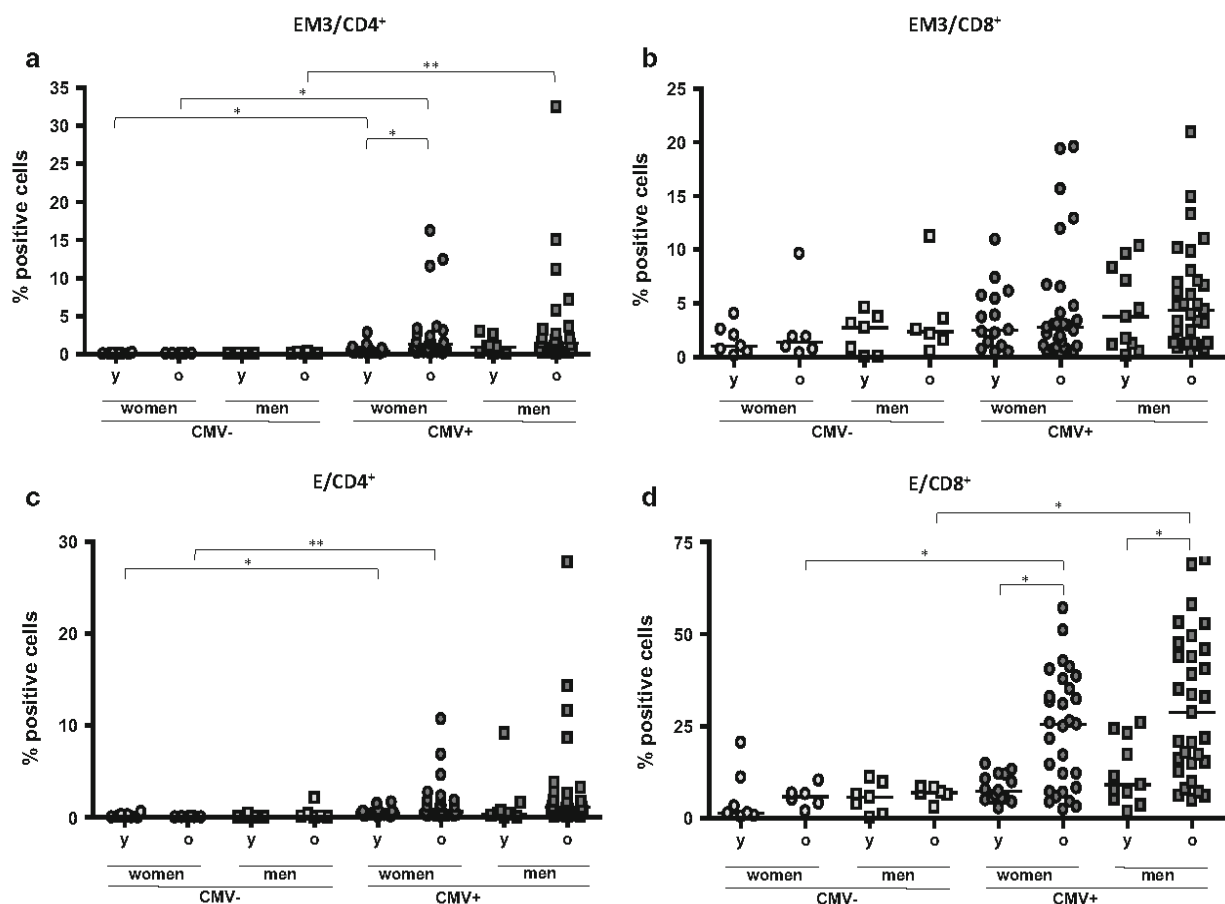 EM3/CD4+
a
**
*
*
*
35
30
25
20
15
10
5
0
% positive cells
y o y o y o y o
women men women men
CMV- CMV+
EM3/CD8+
b
25
20
15
10
5
0
% positive cells
y o y o y o y o
women men women men
CMV- CMV+
E/CD4+
c
**
*
30
20
10
0
% positive cells
y o y o y o y o
women men women men
CMV- CMV+
E/CD8+
d
*
*
*
*
75
50
25
0
% positive cells
y o y o y o y o
women men women men
CMV- CMV+